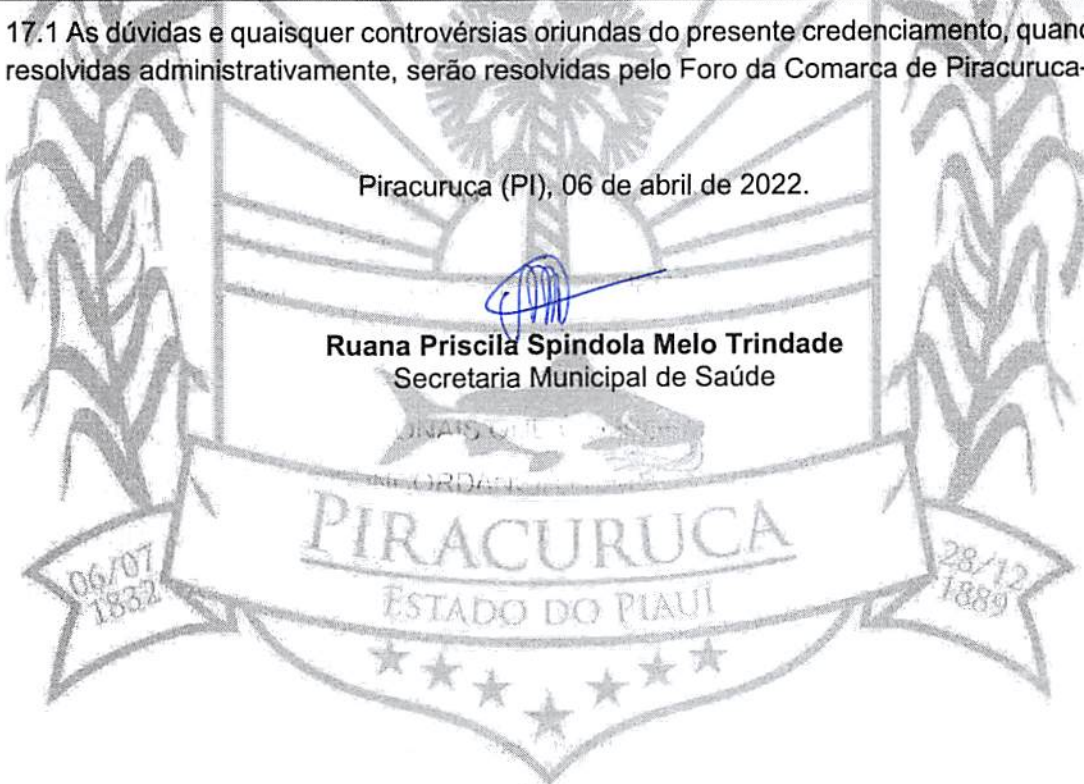 17.1 As dúvidas e quaisquer controvérsias oriundas do presente credenciamento,
resolvidas administrativamente, serão resolvidas pelo Foro da Comarca de Piracuruca-
Piracuruca (PI), 06 de abril de 2022.
Ruana Priscila Spindola Melo Trindade
Secretaria Municipal de Saúde
PIRACURUCA
06/07
1832
28/12
1889
ESTADO DO PIAUÍ